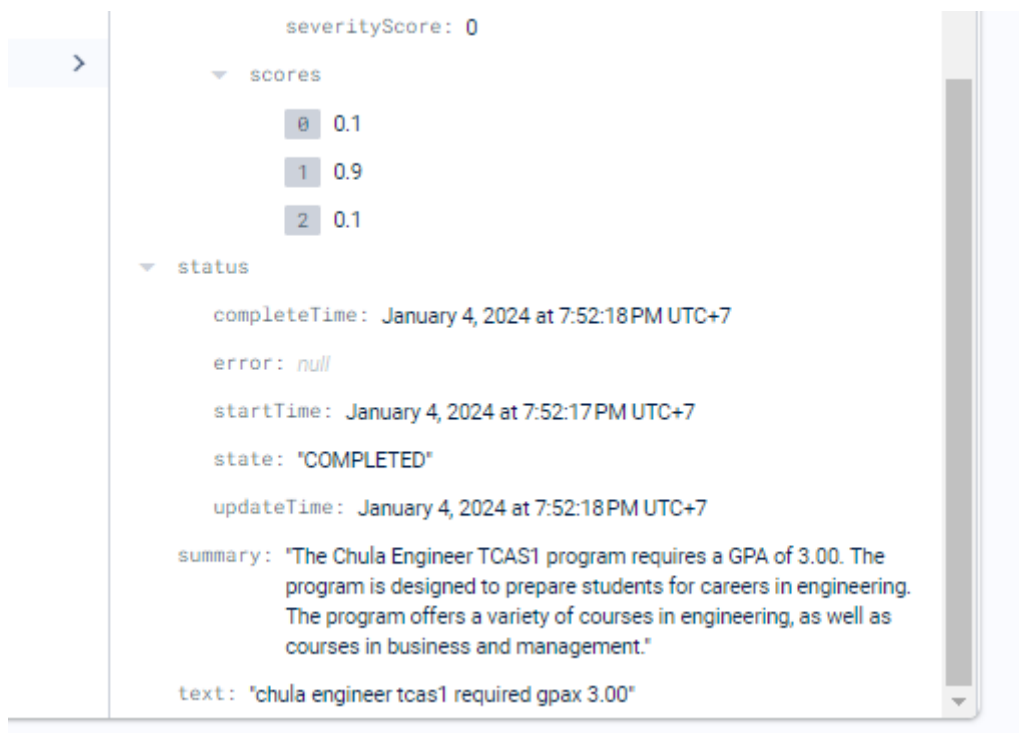 severityScore: 0
scores
0 0.1
1 0.9
2 0.1
status
completeTime: January 4, 2024 at 7:52:18 PM UTC+7
error: null
startTime: January 4, 2024 at 7:52:17 PM UTC+7
state: "COMPLETED"
updateTime: January 4, 2024 at 7:52:18 PM UTC+7
summary: "The Chula Engineer TCAS1 program requires a GPA of 3.00. The
program is designed to prepare students for careers in engineering.
The program offers a variety of courses in engineering, as well as
courses in business and management."
text: "chula engineer tcas1 required gpax 3.00"